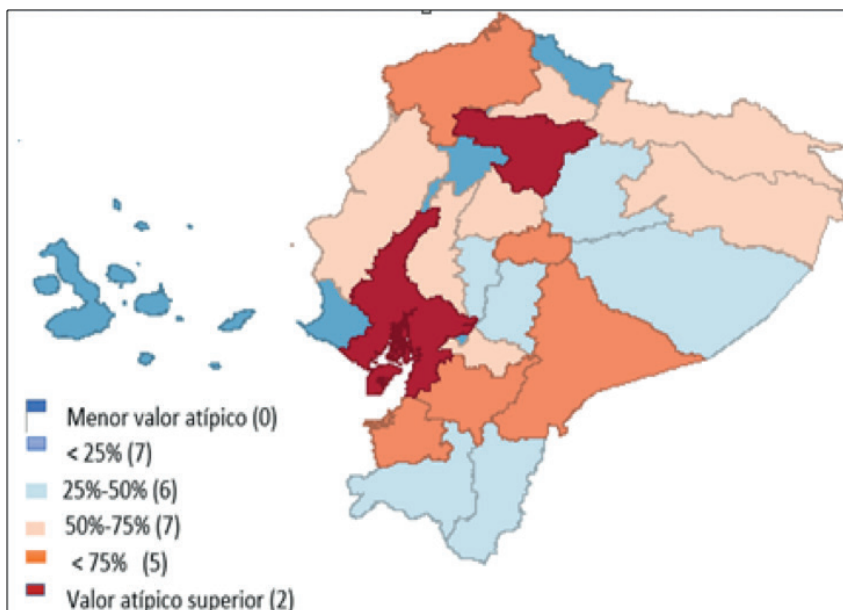 Menor valor atípico (0)
< 25% (7)
25%-50% (6)
50%-75% (7)
< 75% (5)
Valor atípico superior (2)